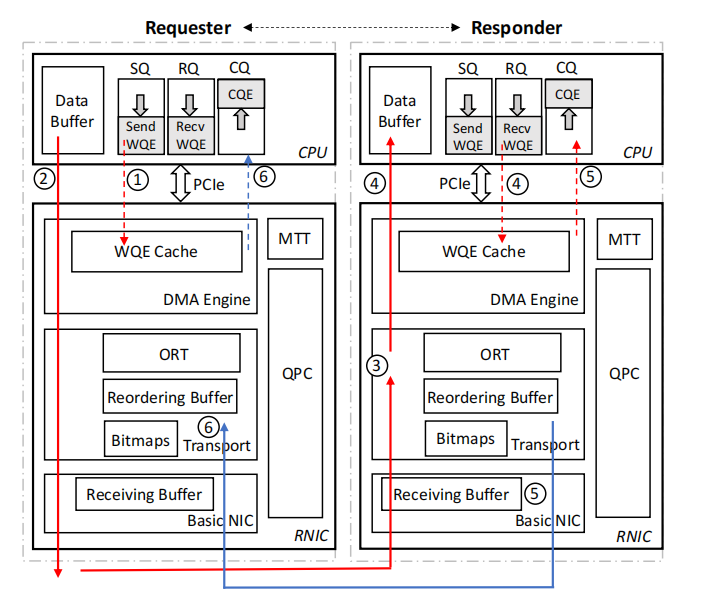 Requester
Responder
SQ
RQ
CQ
Data
Buffer
Send
WQE
Recv
WQE
CQE
CPU
②
①
PCIe
⑥
WQE Cache
MTT
DMA Engine
ORT
QPC
Reordering Buffer
⑥
Bitmaps
Transport
Receiving Buffer
Basic NIC
RNIC
SQ
RQ
CQ
Data
Buffer
Send
WQE
Recv
WQE
CQE
CPU
④
PCIe
④
⑤
WQE Cache
MTT
DMA Engine
③
ORT
QPC
Reordering Buffer
Bitmaps
Transport
Receiving Buffer
⑤
Basic NIC
RNIC